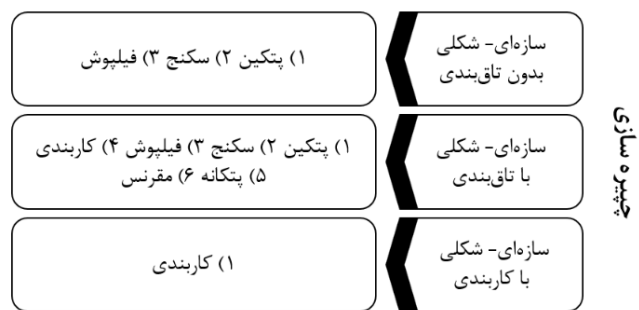 چپیره سازی
سازه‌ای- شکلی
بدون تاق‌بندی
۱) پتکین ۲) سکنج ۳) فیلپوش
سازه‌ای- شکلی
با تاق‌بندی
۱) پتکین ۲) سکنج ۳) فیلپوش ۴) کاربندی
۵) پتکانه ۶) مقرنس
سازه‌ای- شکلی
با کاربندی
۱) کاربندی